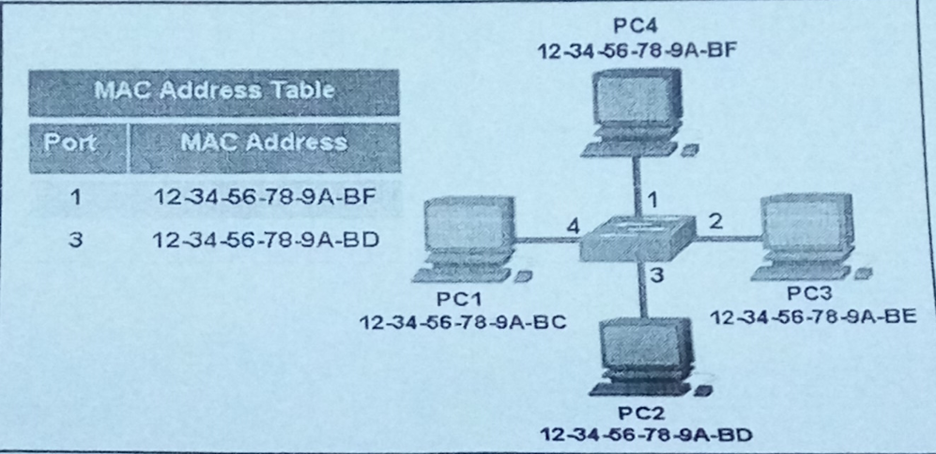 PC4
12-34-56-78-9A-BF
MAC Address Table
Port MAC Address
1 12-34-56-78-9A-BF
3 12-34-56-78-9A-BD
1
4
2
3
PC1
12-34-56-78-9A-BC
PC3
12-34-56-78-9A-BE
PC2
12-34-56-78-9A-BD